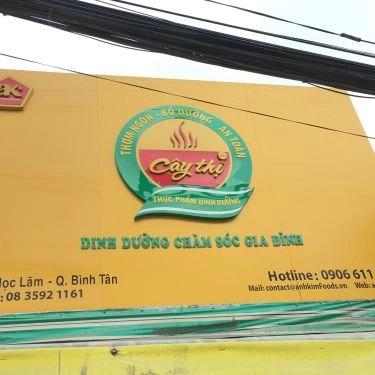 THƠM NGON - BỔ DƯỠNG - AN TOÀN
Cây thị
THỰC PHẨM DINH DƯỠNG
DINH DƯỠNG CHĂM SÓC GIA ĐÌNH
Lâm - Q. Bình Tân
08 3592 1161
Hotline: 0906 611
Mail: contact@anhkimfoods.vn Web: